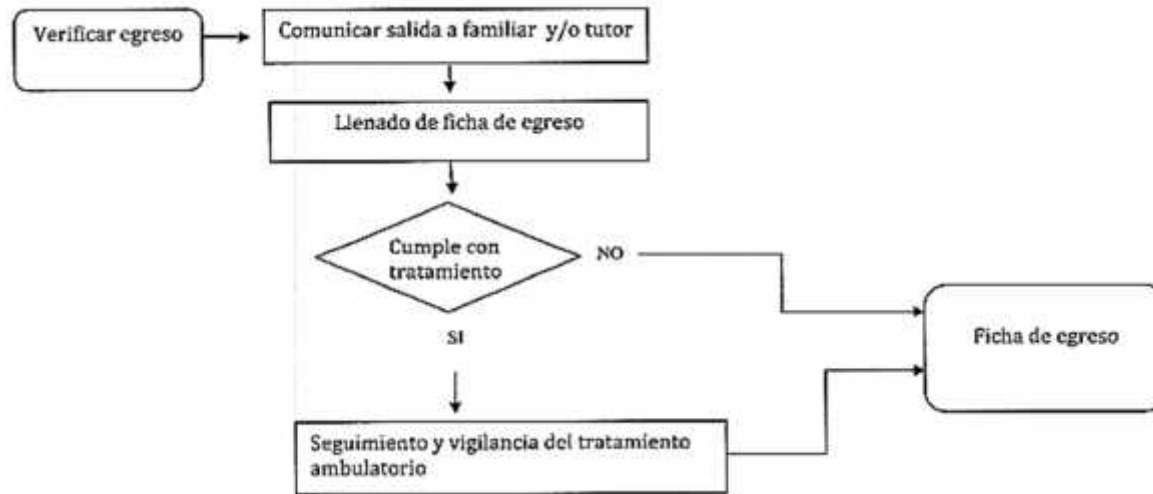 Verificar egreso
Comunicar salida a familiar y/o tutor
Llenado de ficha de egreso
Cumple con
tratamiento
NO
SI
Ficha de egreso
Seguimiento y vigilancia del tratamiento
ambulatorio